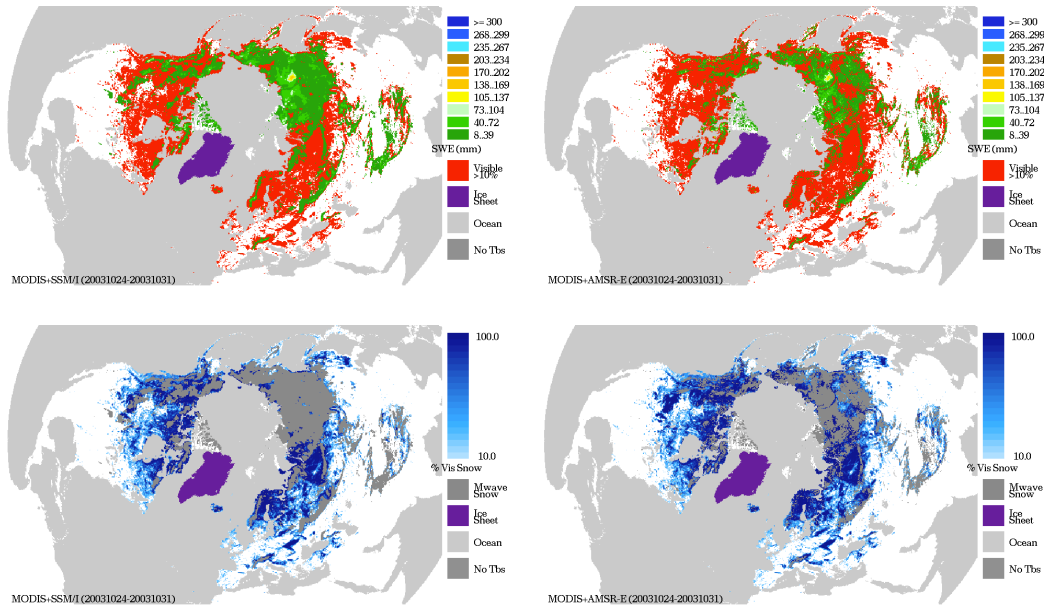 >= 300
268..299
235..267
203..234
170..202
138..169
105..137
73..104
40..72
8..39
SWE (mm)
Visible
>10%
Ice
Sheet
Ocean
No Tbs
MODIS+SSM/I (20031024-20031031)
>= 300
268..299
235..267
203..234
170..202
138..169
105..137
73..104
40..72
8..39
SWE (mm)
Visible
>10%
Ice
Sheet
Ocean
No Tbs
MODIS+AMSR-E (20031024-20031031)
100.0
10.0
% Vis Snow
Mwave
Snow
Ice
Sheet
Ocean
No Tbs
MODIS+SSM/I (20031024-20031031)
100.0
10.0
% Vis Snow
Mwave
Snow
Ice
Sheet
Ocean
No Tbs
MODIS+AMSR-E (20031024-20031031)